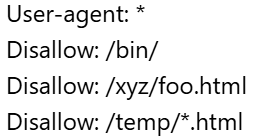 User-agent: *
Disallow: /bin/
Disallow: /xyz/foo.html
Disallow: /temp/*.html